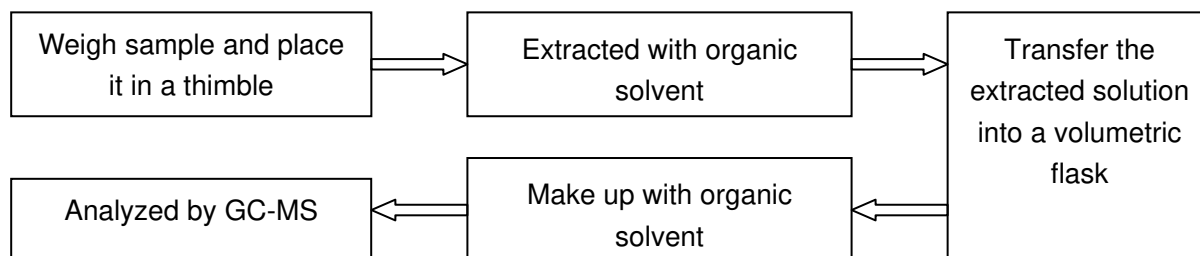 Weigh sample and place
it in a thimble
Extracted with organic
solvent
Transfer the
extracted solution
into a volumetric
flask
Make up with organic
solvent
Analyzed by GC-MS